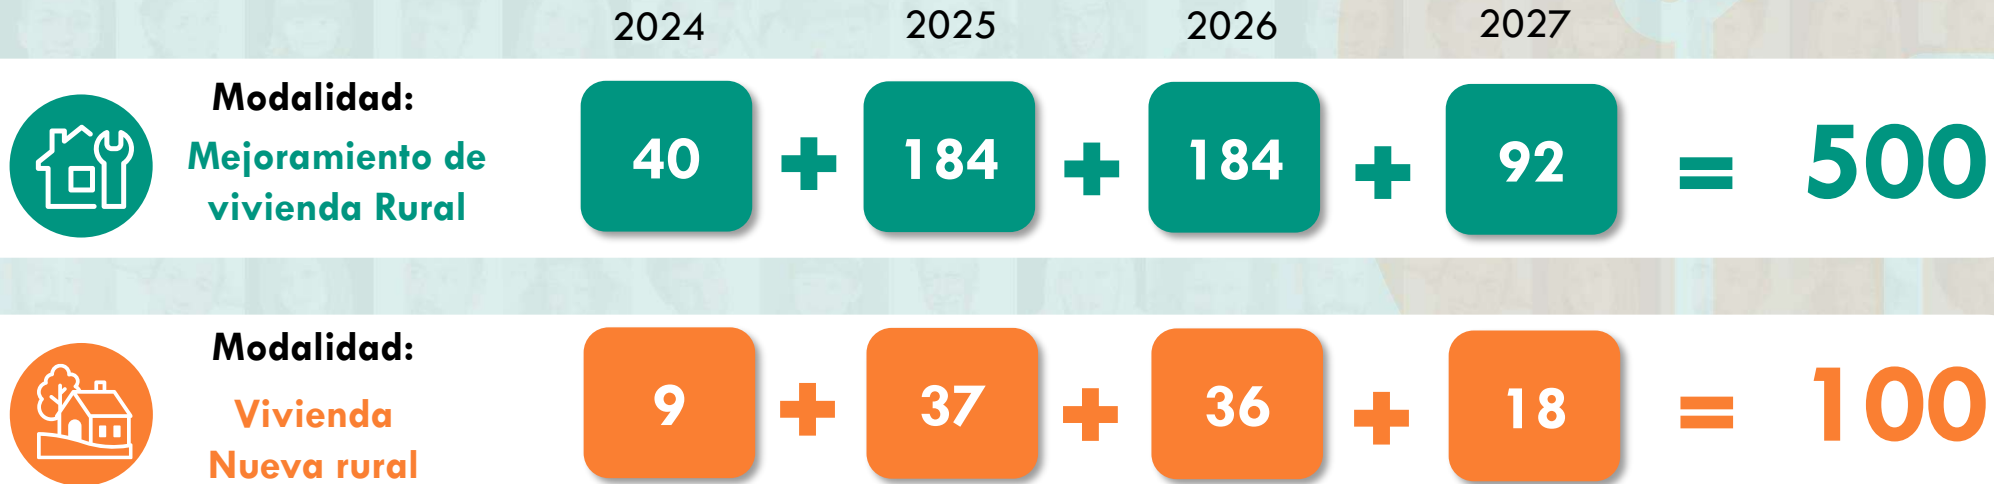 2024 2025 2026 2027
Modalidad:
Mejoramiento de
vivienda Rural
40 + 184 + 184 + 92 = 500
Modalidad:
Vivienda
Nueva rural
9 + 37 + 36 + 18 = 100